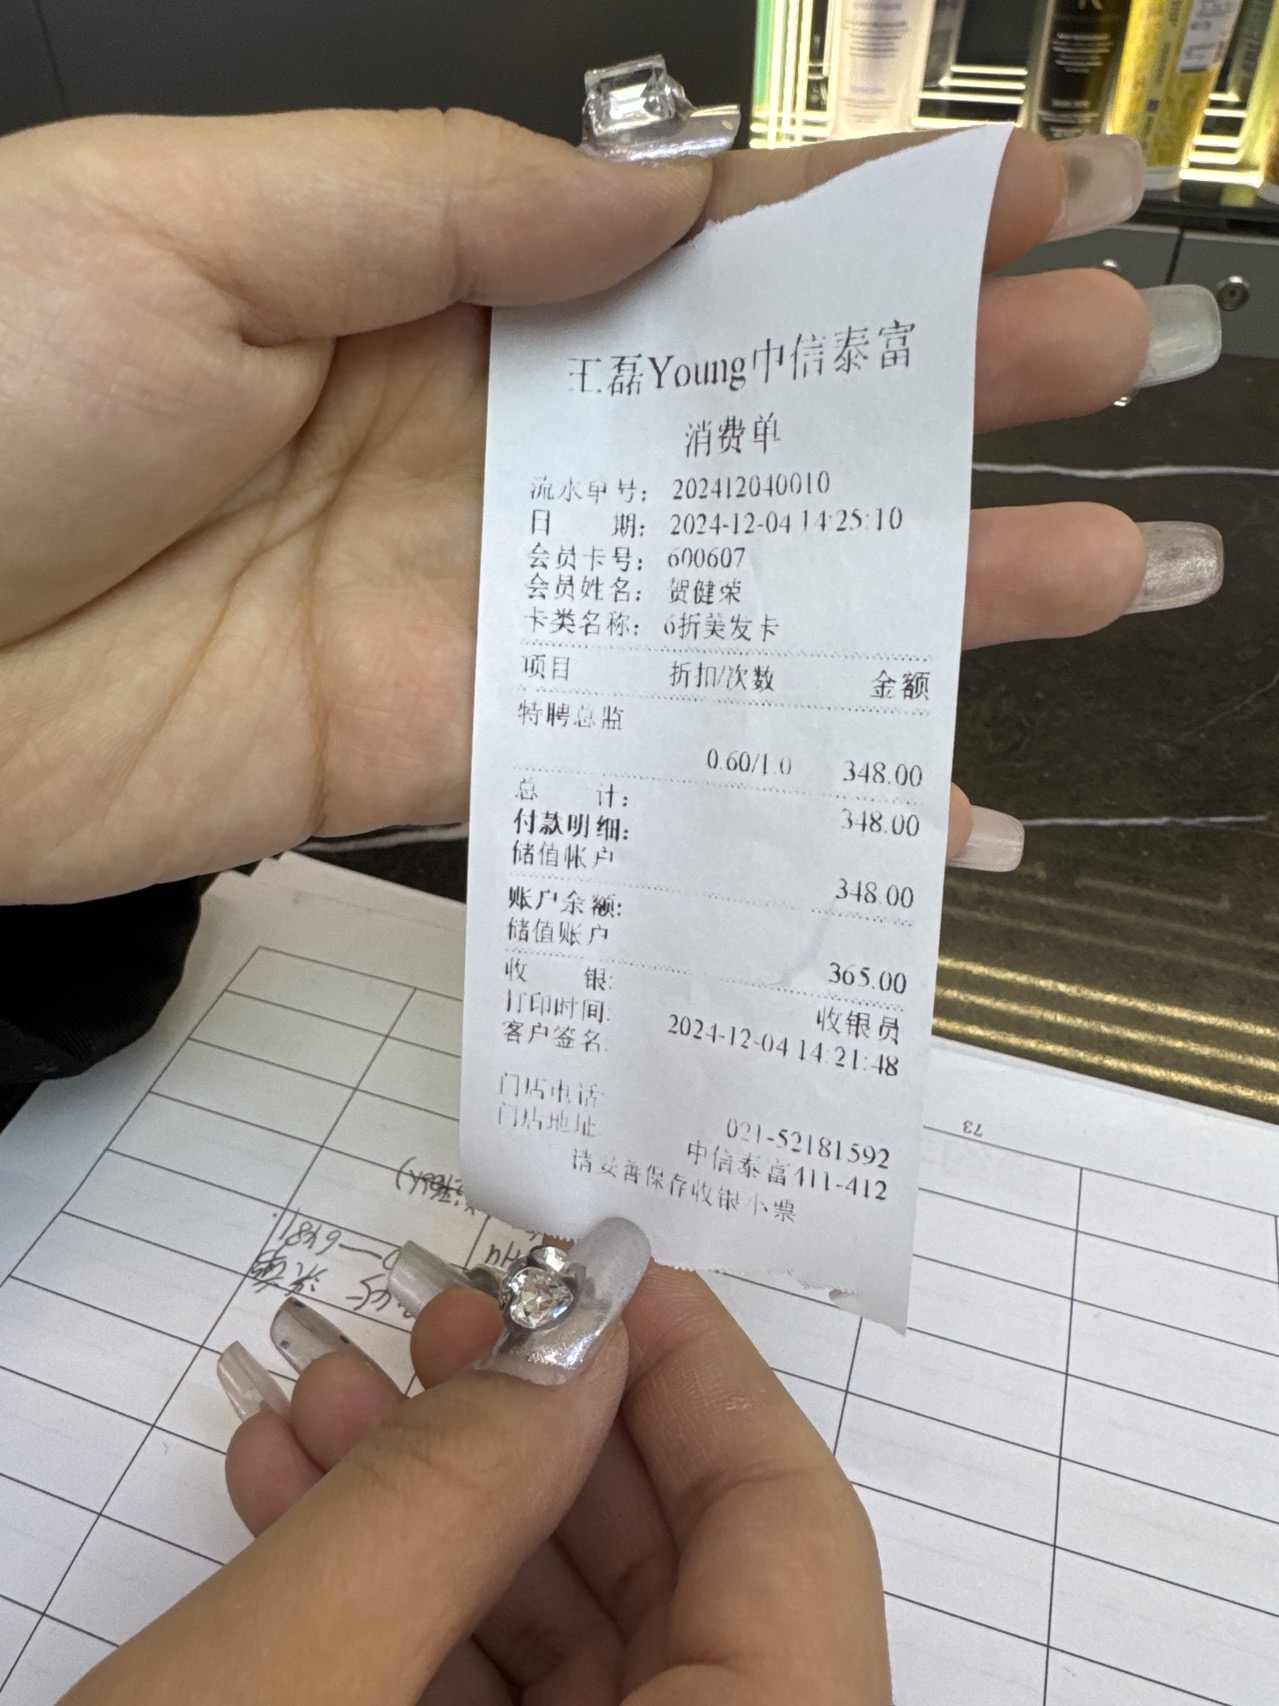 王磊Young中信泰富
消费单
流水单号： 202412040010
日　　期： 2024-12-04 14:25:10
会员卡号： 600607
会员姓名： 贺健荣
卡类名称： 6折美发卡
项目 折扣/次数 金额
特聘总监
0.60/1.0 348.00
总　　计： 348.00
付款明细:
储值帐户 348.00
账户余额:
储值账户 365.00
收　　银: 收银员
打印时间: 2024-12-04 14:21:48
客户签名:
门店电话: 021-52181592
门店地址: 中信泰富411-412
请妥善保存收银小票
73